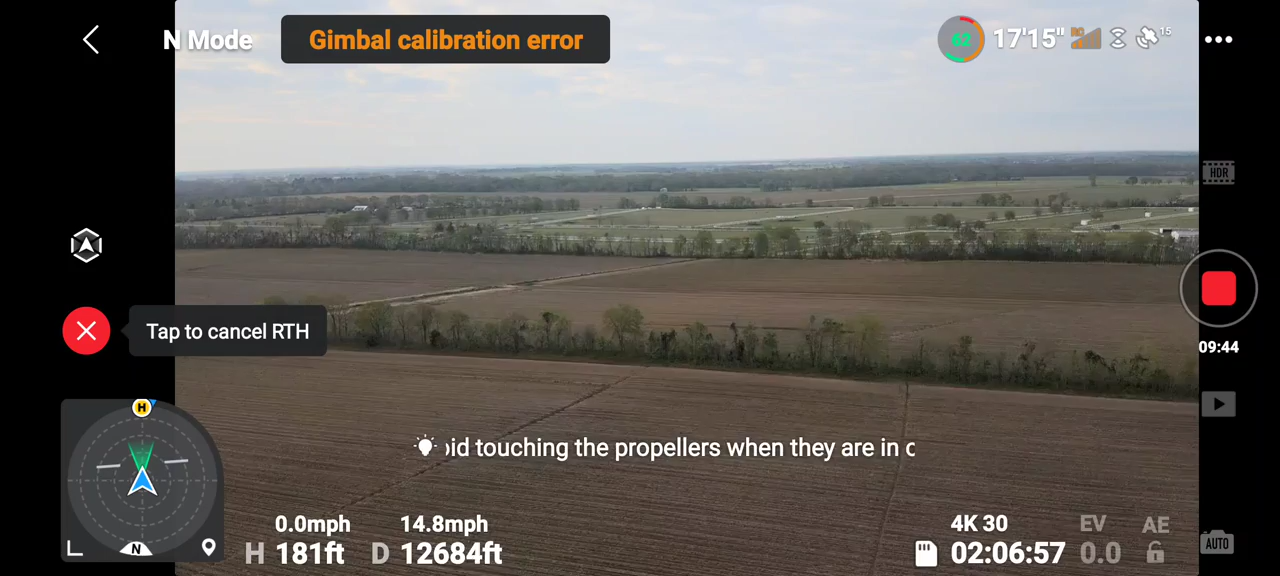 N Mode
Gimbal calibration error
62
17'15"
RC
15
HDR
Tap to cancel RTH
09:44
H
id touching the propellers when they are in
0.0mph
14.8mph
4K 30
EV
AE
H 181ft
D 12684ft
02:06:57
0.0
AUTO
N